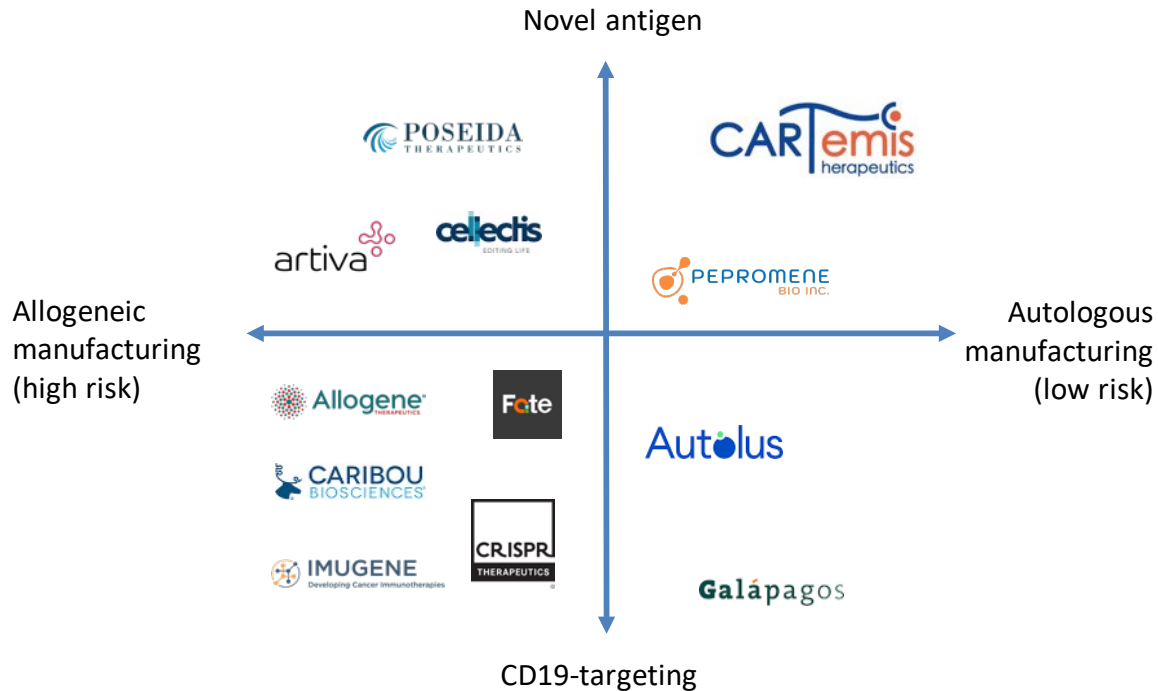 Novel antigen
POSEIDA
THERAPEUTICS
CARTemis
herapeutics
artiva
cellectis
EDITING LIFE
PEPROMENE
BIO INC.
Allogeneic
manufacturing
(high risk)
Autologous
manufacturing
(low risk)
Allogene
THERAPEUTICS
Fate
Autolus
CARIBOU
BIOSCIENCES®
CRISPR
THERAPEUTICS
®
IMUGENE
Developing Cancer Immunotherapies
Galápagos
CD19-targeting